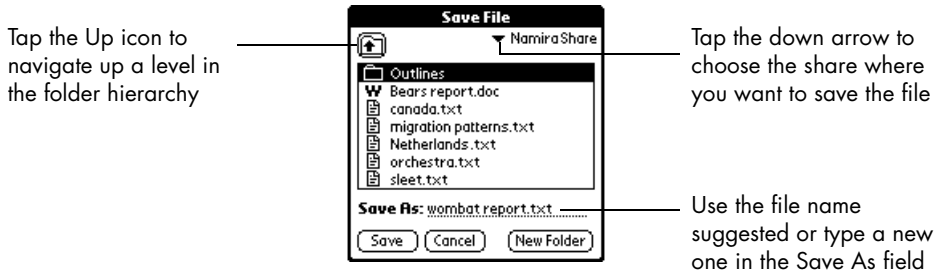 Save File
Tap the Up icon to
navigate up a level in
the folder hierarchy
NamiraShare
Tap the down arrow to
choose the share where
you want to save the file
Outlines
W Bears report.doc
canada.txt
migration patterns.txt
Netherlands.txt
orchestra.txt
sleet.txt
Save As: wombat report.txt
Use the file name
suggested or type a new
one in the Save As field
Save Cancel New Folder